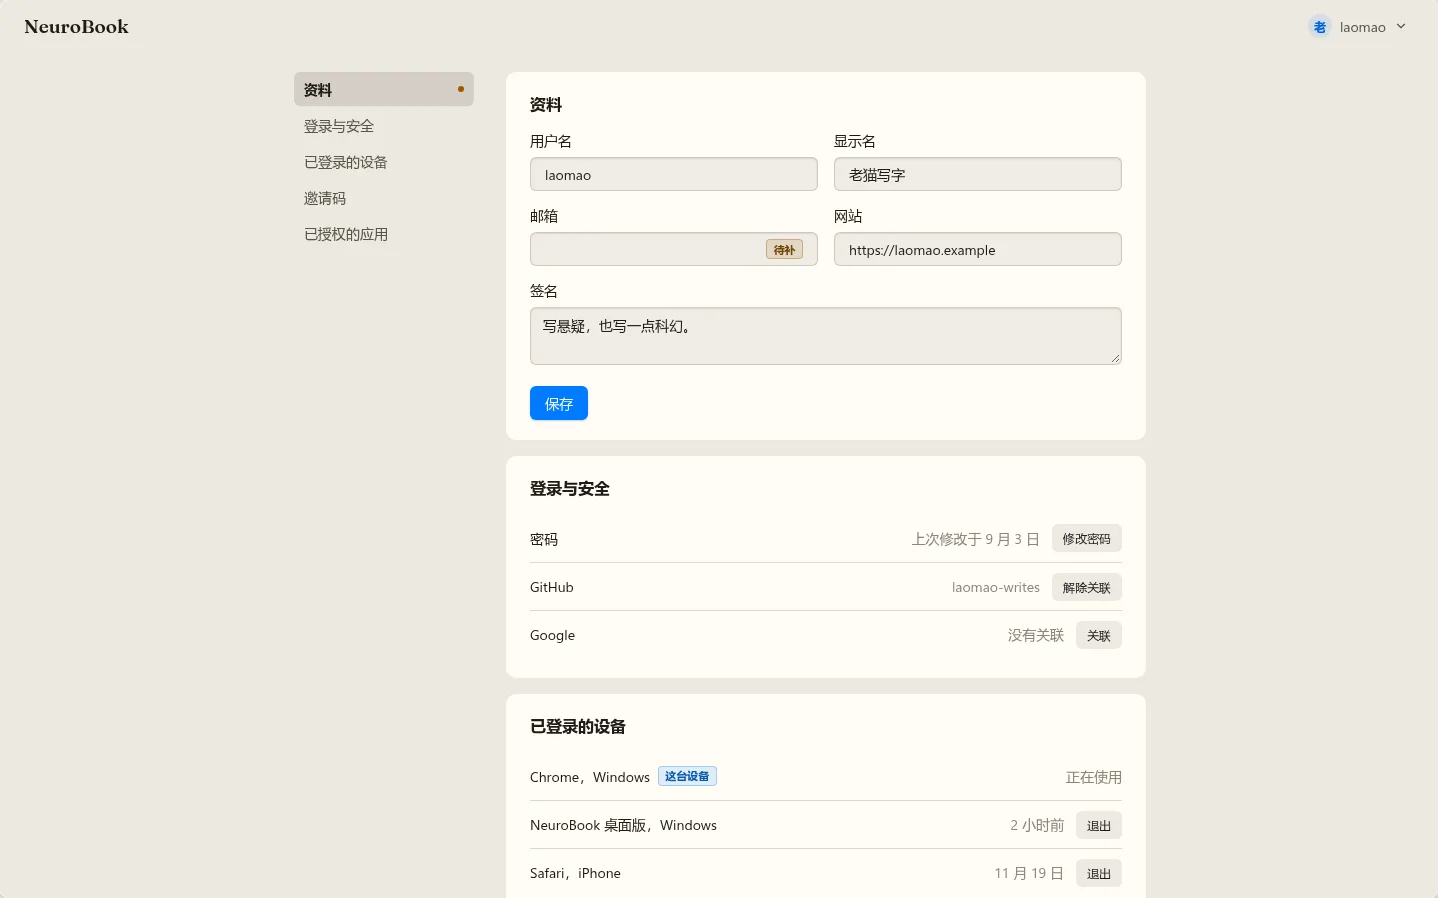 NeuroBook
老 laomao
资料
登录与安全
已登录的设备
邀请码
已授权的应用
资料
用户名
laomao
显示名
老猫写字
邮箱
待补
网站
https://laomao.example
签名
写悬疑，也写一点科幻。
保存
登录与安全
密码 上次修改于 9 月 3 日 修改密码
GitHub laomao-writes 解除关联
Google 没有关联 关联
已登录的设备
Chrome，Windows 这台设备 正在使用
NeuroBook 桌面版，Windows 2 小时前 退出
Safari，iPhone 11 月 19 日 退出